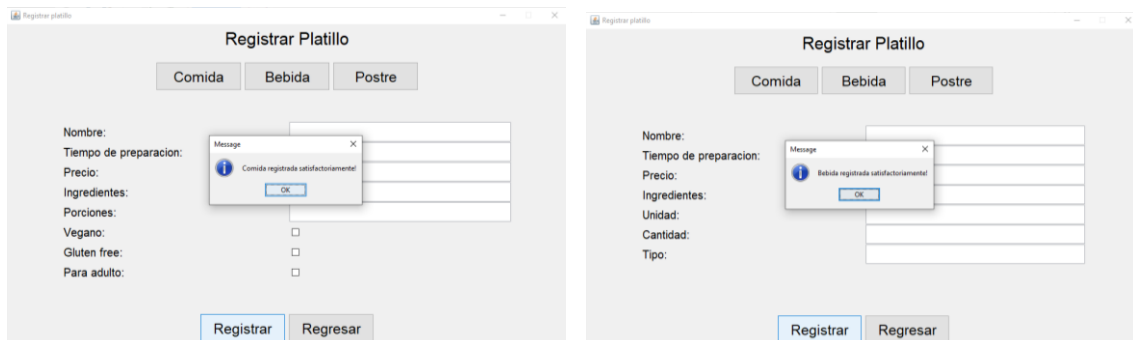 Registrar platillo
Registrar Platillo
Comida Bebida Postre
Nombre:
Tiempo de preparacion:
Precio:
Ingredientes:
Porciones:
Vegano:
Gluten free:
Para adulto:
Message
Comida registrada satisfactoriamente!
OK
Registrar Regresar
Registrar platillo
Registrar Platillo
Comida Bebida Postre
Nombre:
Tiempo de preparacion:
Precio:
Ingredientes:
Unidad:
Cantidad:
Tipo:
Message
Bebida registrada satisfactoriamente!
OK
Registrar Regresar